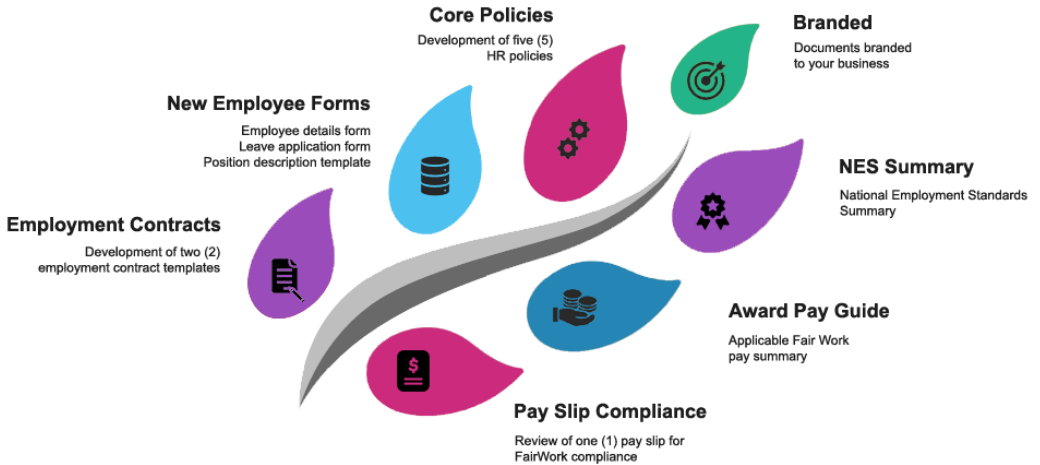 Core Policies
Development of five (5)
HR policies
Branded
Documents branded
to your business
New Employee Forms
Employee details form
Leave application form
Position description template
NES Summary
National Employment Standards
Summary
Employment Contracts
Development of two (2)
employment contract templates
Award Pay Guide
Applicable Fair Work
pay summary
$
Pay Slip Compliance
Review of one (1) pay slip for
FairWork compliance